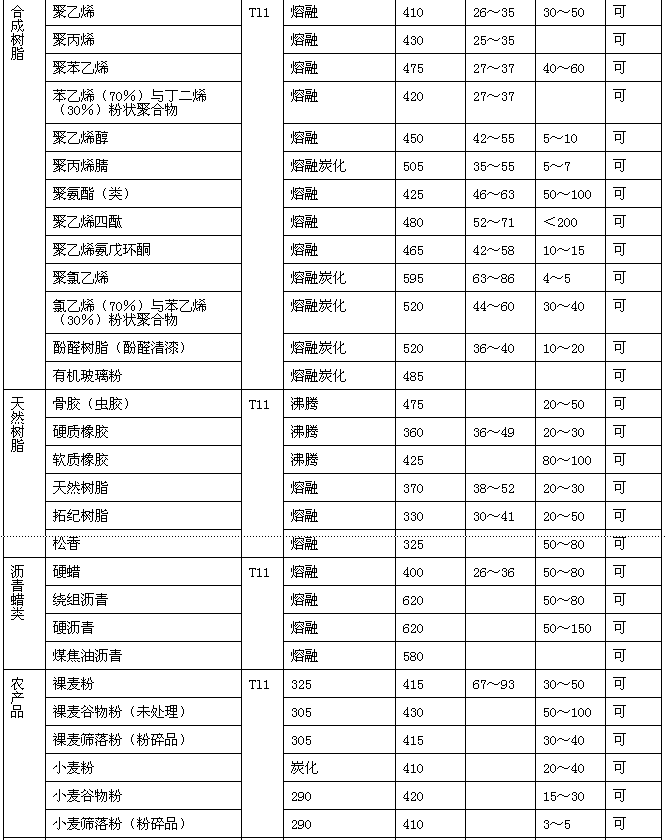 合成树脂 聚乙烯 T11 熔融 410 26～35 30～50 可
聚丙烯 熔融 430 25～35 可
聚苯乙烯 熔融 475 27～37 40～60 可
苯乙烯（70%）与丁二烯 熔融 420 27～37 可
（30%）粉状聚合物
聚乙烯醇 熔融 450 42～55 5～10 可
聚丙烯腈 熔融炭化 505 35～55 5～7 可
聚氨酯（类） 熔融 425 46～63 50～100 可
聚乙烯四酞 熔融 480 52～71 ＜200 可
聚乙烯氨戊环酮 熔融 465 42～58 10～15 可
聚氯乙烯 熔融炭化 595 63～86 4～5 可
氯乙烯（70%）与苯乙烯 熔融炭化 520 44～60 30～40 可
（30%）粉状聚合物
酚醛树脂（酚醛清漆） 熔融炭化 520 36～40 10～20 可
有机玻璃粉 熔融炭化 485 可
天然树脂 骨胶（虫胶） T11 沸腾 475 20～50 可
硬质橡胶 沸腾 360 36～49 20～30 可
软质橡胶 沸腾 425 80～100 可
天然树脂 熔融 370 38～52 20～30 可
拓纪树脂 熔融 330 30～41 20～50 可
松香 熔融 325 50～80 可
沥青蜡类 硬蜡 T11 熔融 400 26～36 50～80 可
绕组沥青 熔融 620 50～80 可
硬沥青 熔融 620 50～150 可
煤焦油沥青 熔融 580 可
农产品 裸麦粉 T11 325 415 67～93 30～50 可
裸麦谷物粉（未处理） 305 430 50～100 可
裸麦筛落粉（粉碎品） 305 415 30～40 可
小麦粉 炭化 410 20～40 可
小麦谷物粉 290 420 15～30 可
小麦筛落粉（粉碎品） 290 410 3～5 可